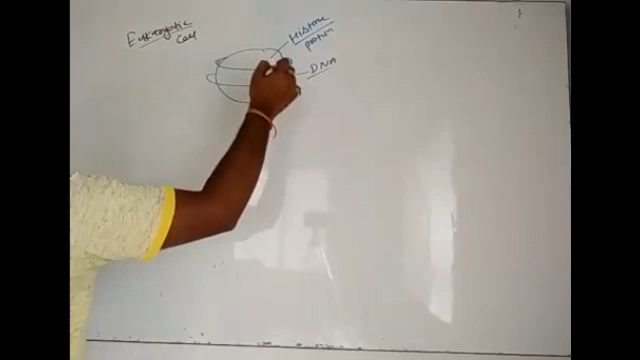 Eukaryotic
cell
Histone
protein
DNA